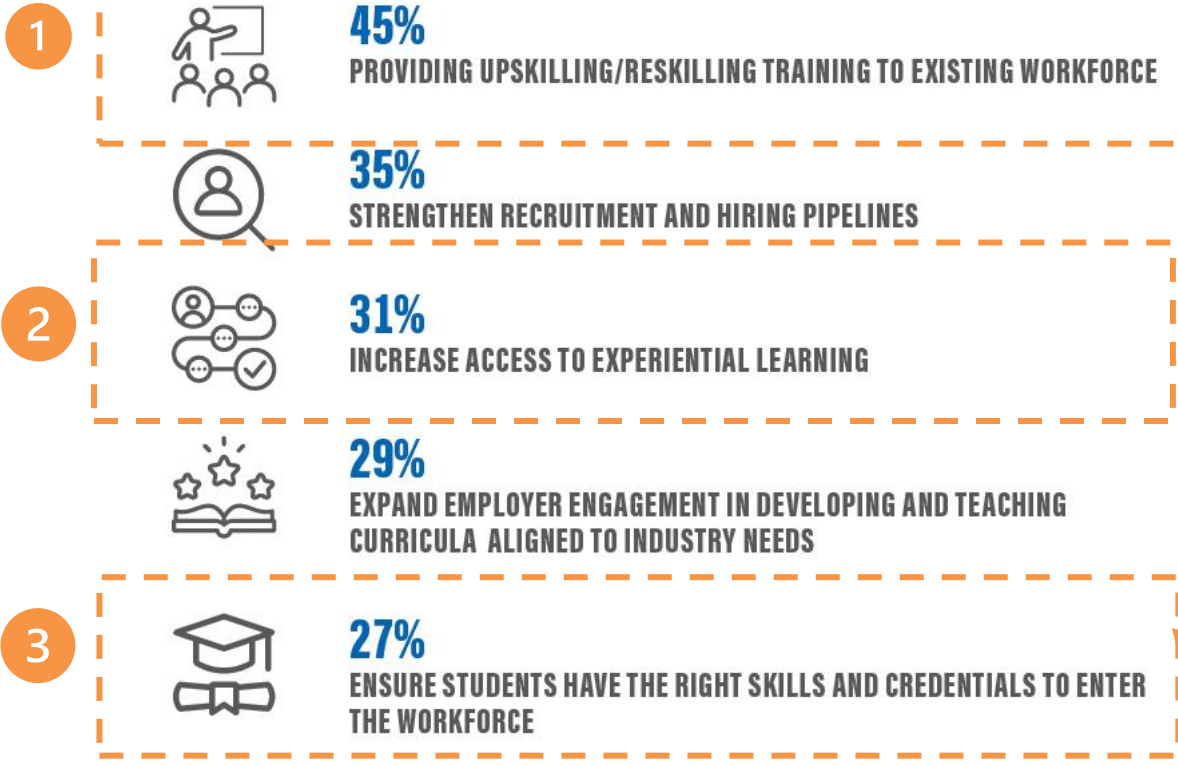 1
45%
PROVIDING UPSKILLING/RESKILLING TRAINING TO EXISTING WORKFORCE
35%
STRENGTHEN RECRUITMENT AND HIRING PIPELINES
2
31%
INCREASE ACCESS TO EXPERIENTIAL LEARNING
29%
EXPAND EMPLOYER ENGAGEMENT IN DEVELOPING AND TEACHING
CURRICULA ALIGNED TO INDUSTRY NEEDS
3
27%
ENSURE STUDENTS HAVE THE RIGHT SKILLS AND CREDENTIALS TO ENTER
THE WORKFORCE